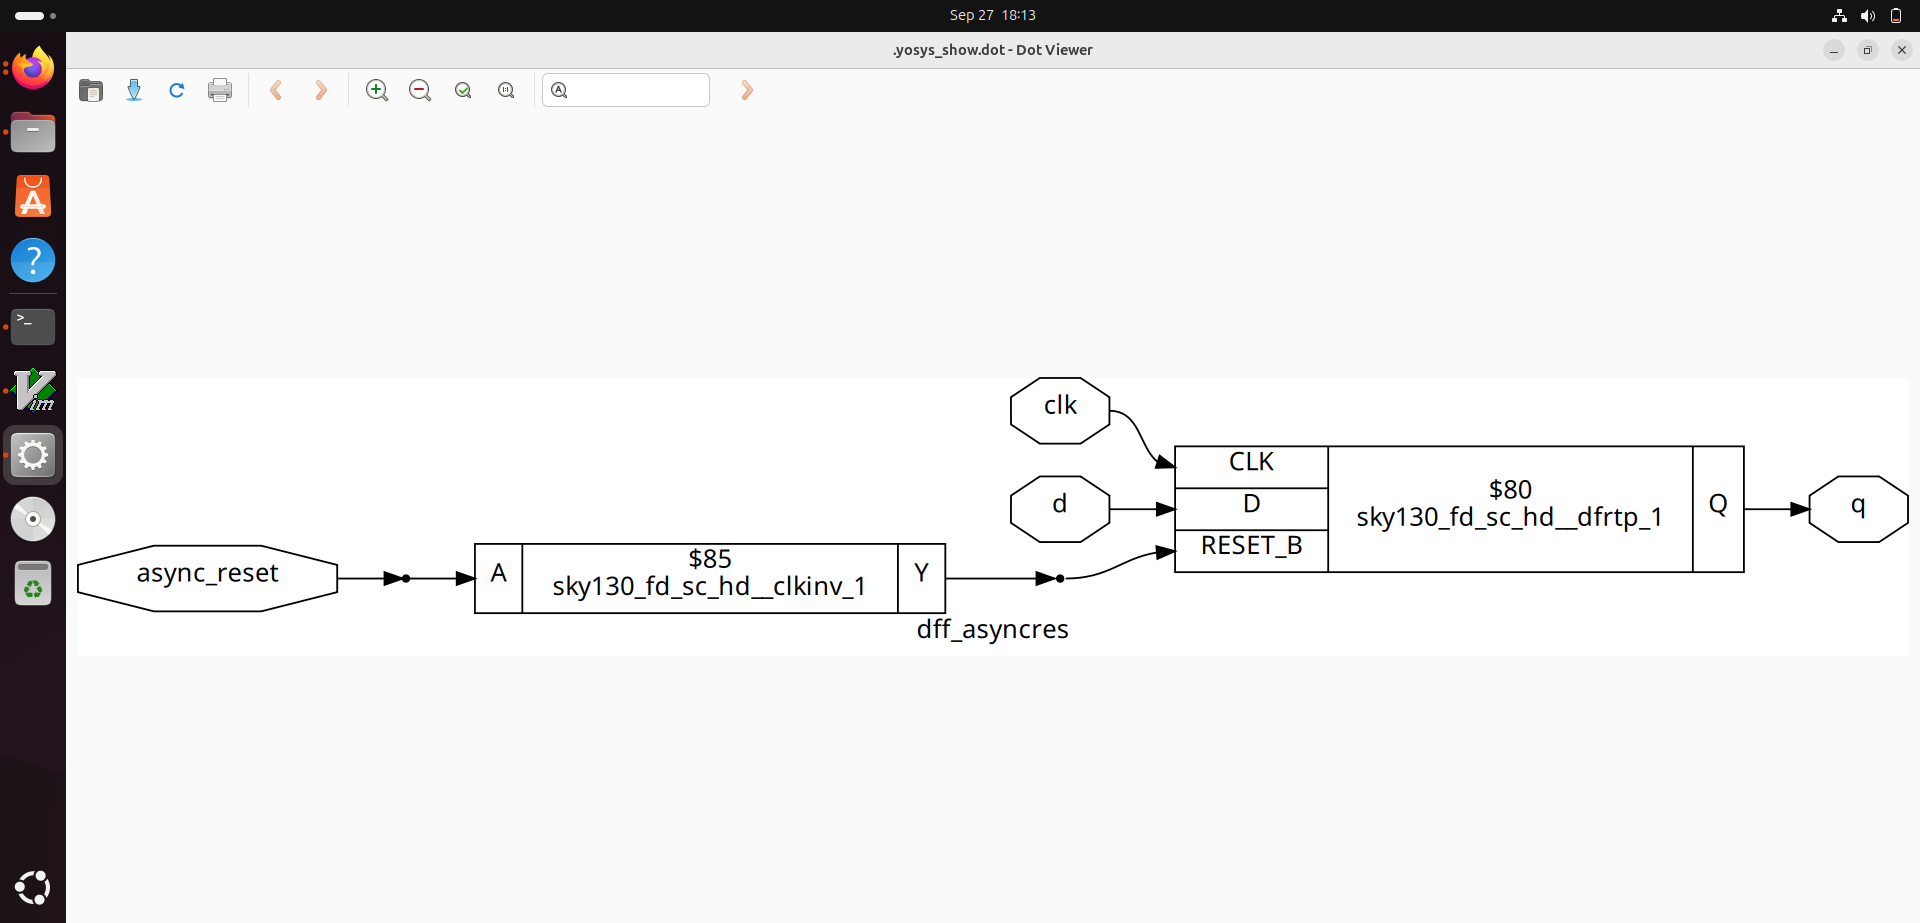 Sep 27 18:13
.yosys_show.dot - Dot Viewer
clk
CLK
d
D
$80
sky130_fd_sc_hd__dfrtp_1
Q
q
RESET_B
async_reset
A
$85
sky130_fd_sc_hd__clkinv_1
Y
dff_asyncres